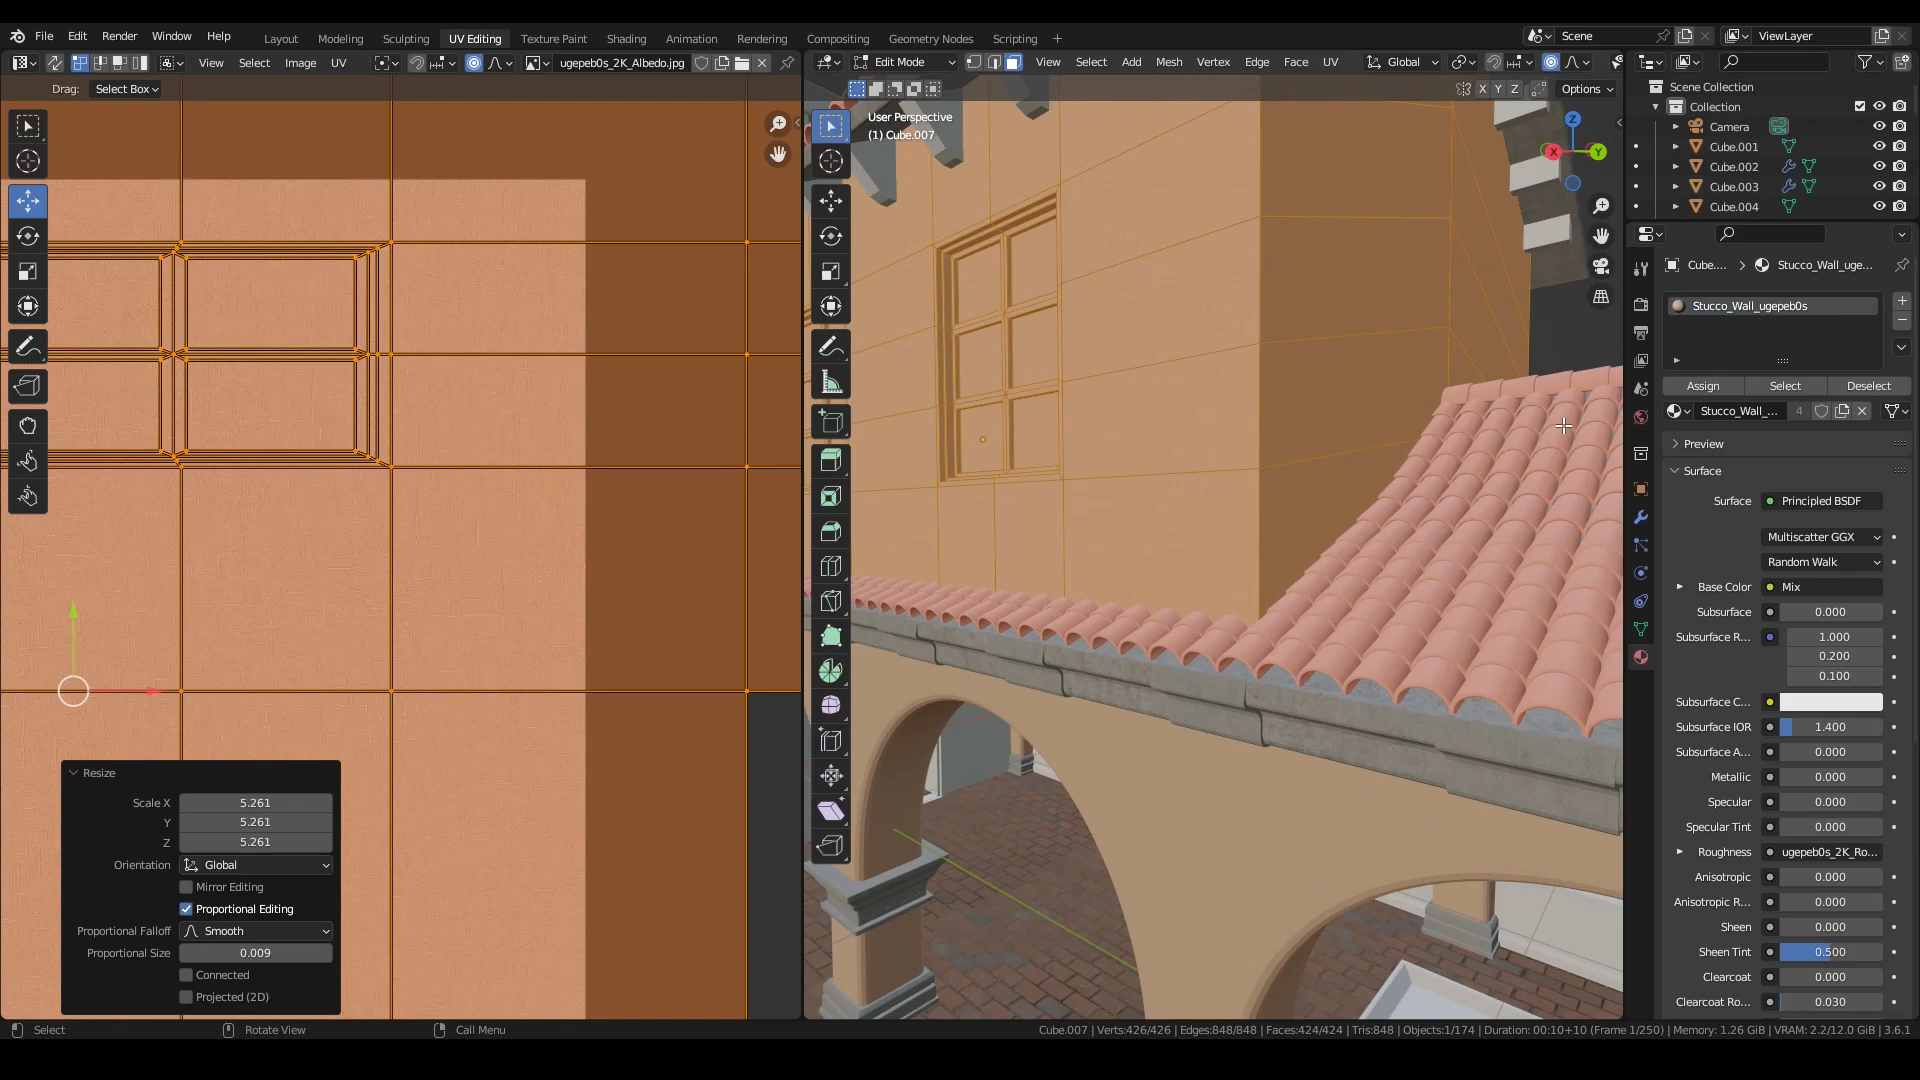 File Edit Render Window Help
Layout Modeling Sculpting UV Editing Texture Paint Shading Animation Rendering Compositing Geometry Nodes Scripting
Scene
ViewLayer
View Select Image UV
ugepeb0s_2K_Albedo.jpg
Edit Mode
View Select Add Mesh Vertex Edge Face UV
Global
Drag: Select Box
X Y Z
Options
User Perspective
(1) Cube.007
Z
X
Y
Scene Collection
Collection
Camera
Cube.001
Cube.002
Cube.003
Cube.004
Cube.... > Stucco_Wall_uge...
Stucco_Wall_ugepeb0s
Assign Select Deselect
Stucco_Wall_... 4
Preview
Surface
Surface Principled BSDF
Multiscatter GGX
Random Walk
Base Color Mix
Subsurface 0.000
Subsurface R... 1.000
0.200
0.100
Subsurface C...
Subsurface IOR 1.400
Subsurface A... 0.000
Metallic 0.000
Specular 0.000
Specular Tint 0.000
Roughness ugepeb0s_2K_Ro...
Anisotropic 0.000
Anisotropic R... 0.000
Sheen 0.000
Sheen Tint 0.500
Clearcoat 0.000
Clearcoat Ro... 0.030
Resize
Scale X 5.261
Y 5.261
Z 5.261
Orientation Global
Mirror Editing
Proportional Editing
Proportional Falloff Smooth
Proportional Size 0.009
Connected
Projected (2D)
Select Rotate View Call Menu
Cube.007 | Verts:426/426 | Edges:848/848 | Faces:424/424 | Tris:848 | Objects:1/174 | Duration: 00:10+10 (Frame 1/250) | Memory: 1.26 GiB | VRAM: 2.2/12.0 GiB | 3.6.1